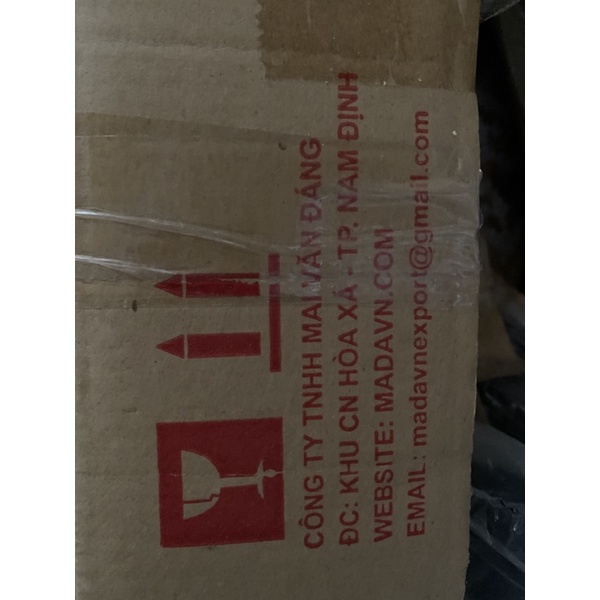 CÔNG TY TNHH MAI VĂN ĐÁNG
ĐC: KHU CN HÒA XÁ - TP. NAM ĐỊNH
WEBSITE: MADAVN.COM
EMAIL: madavnexport@gmail.com